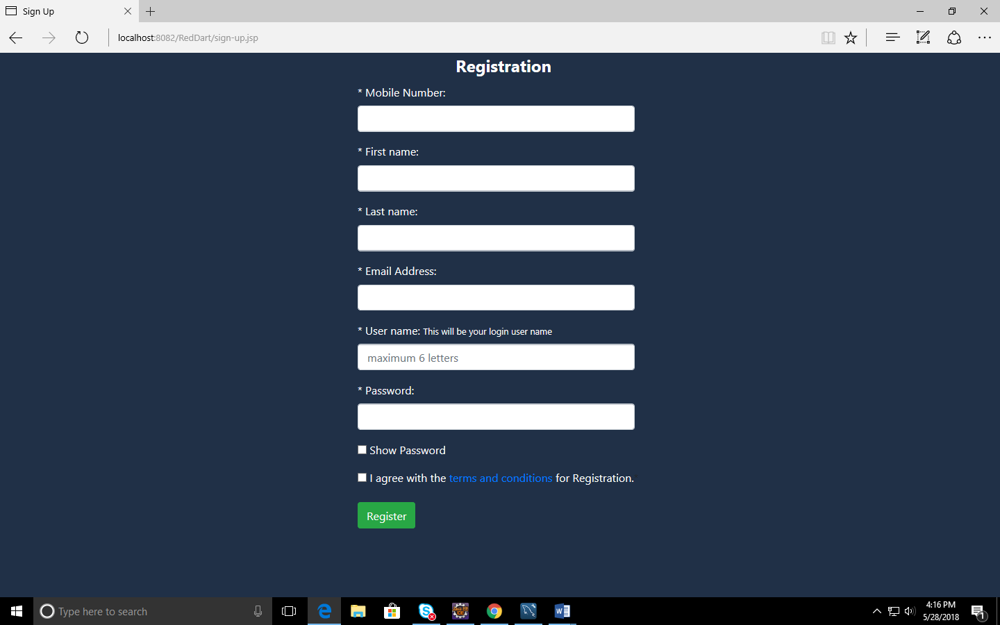 Sign Up
localhost:8082/RedDart/sign-up.jsp
Registration
* Mobile Number:
* First name:
* Last name:
* Email Address:
* User name: This will be your login user name
maximum 6 letters
* Password:
Show Password
I agree with the terms and conditions for Registration.
Register
Type here to search
4:16 PM
5/28/2018
1